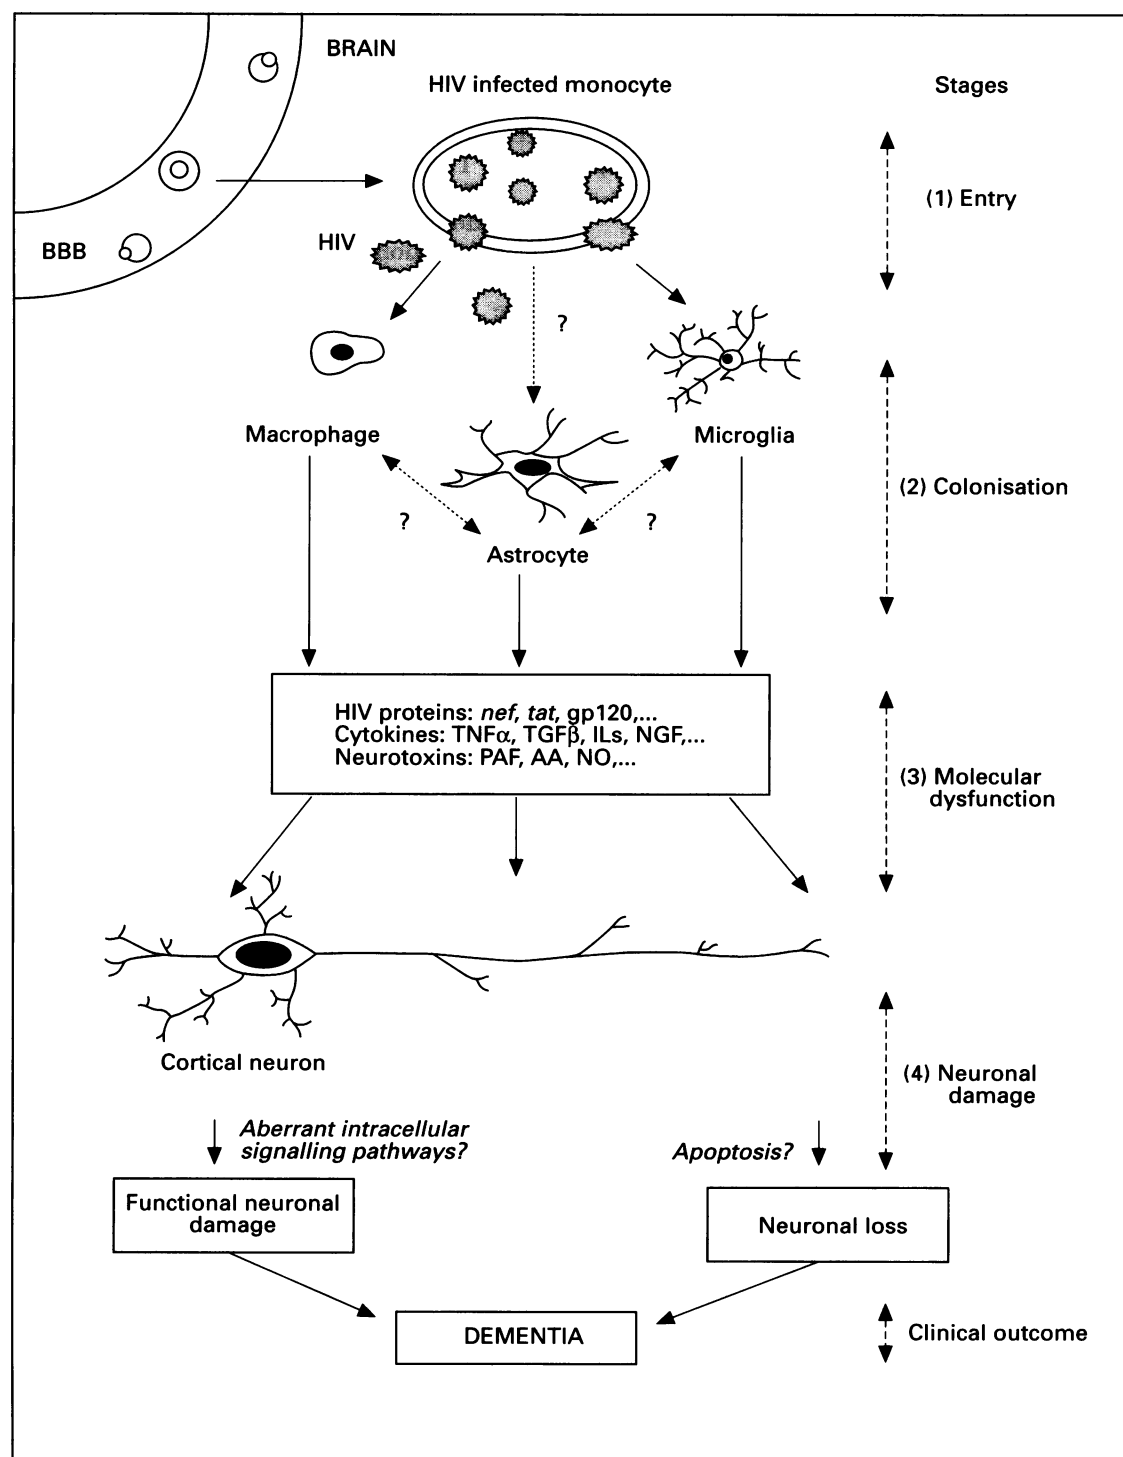 BRAIN
HIV infected monocyte
Stages
(1) Entry
BBB
HIV
?
Macrophage
Microglia
(2) Colonisation
?
?
Astrocyte
HIV proteins: nef, tat, gp120,...
Cytokines: TNFα, TGFβ, ILs, NGF,...
Neurotoxins: PAF, AA, NO,...
(3) Molecular
dysfunction
Cortical neuron
(4) Neuronal
damage
Aberrant intracellular
signalling pathways?
Apoptosis?
Functional neuronal
damage
Neuronal loss
DEMENTIA
Clinical outcome